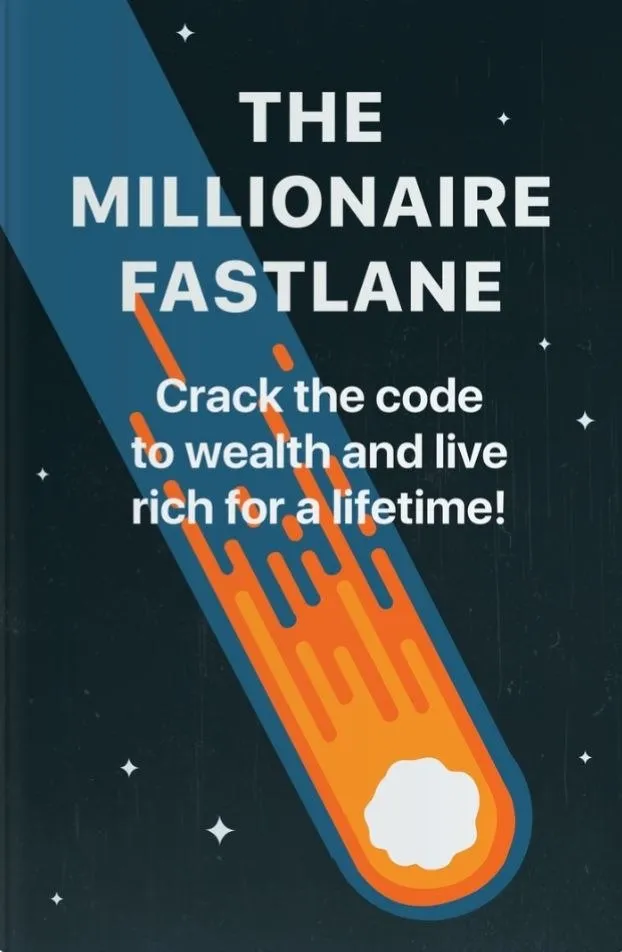 THE
MILLIONAIRE
FASTLANE
Crack the code
to wealth and live
rich for a lifetime!